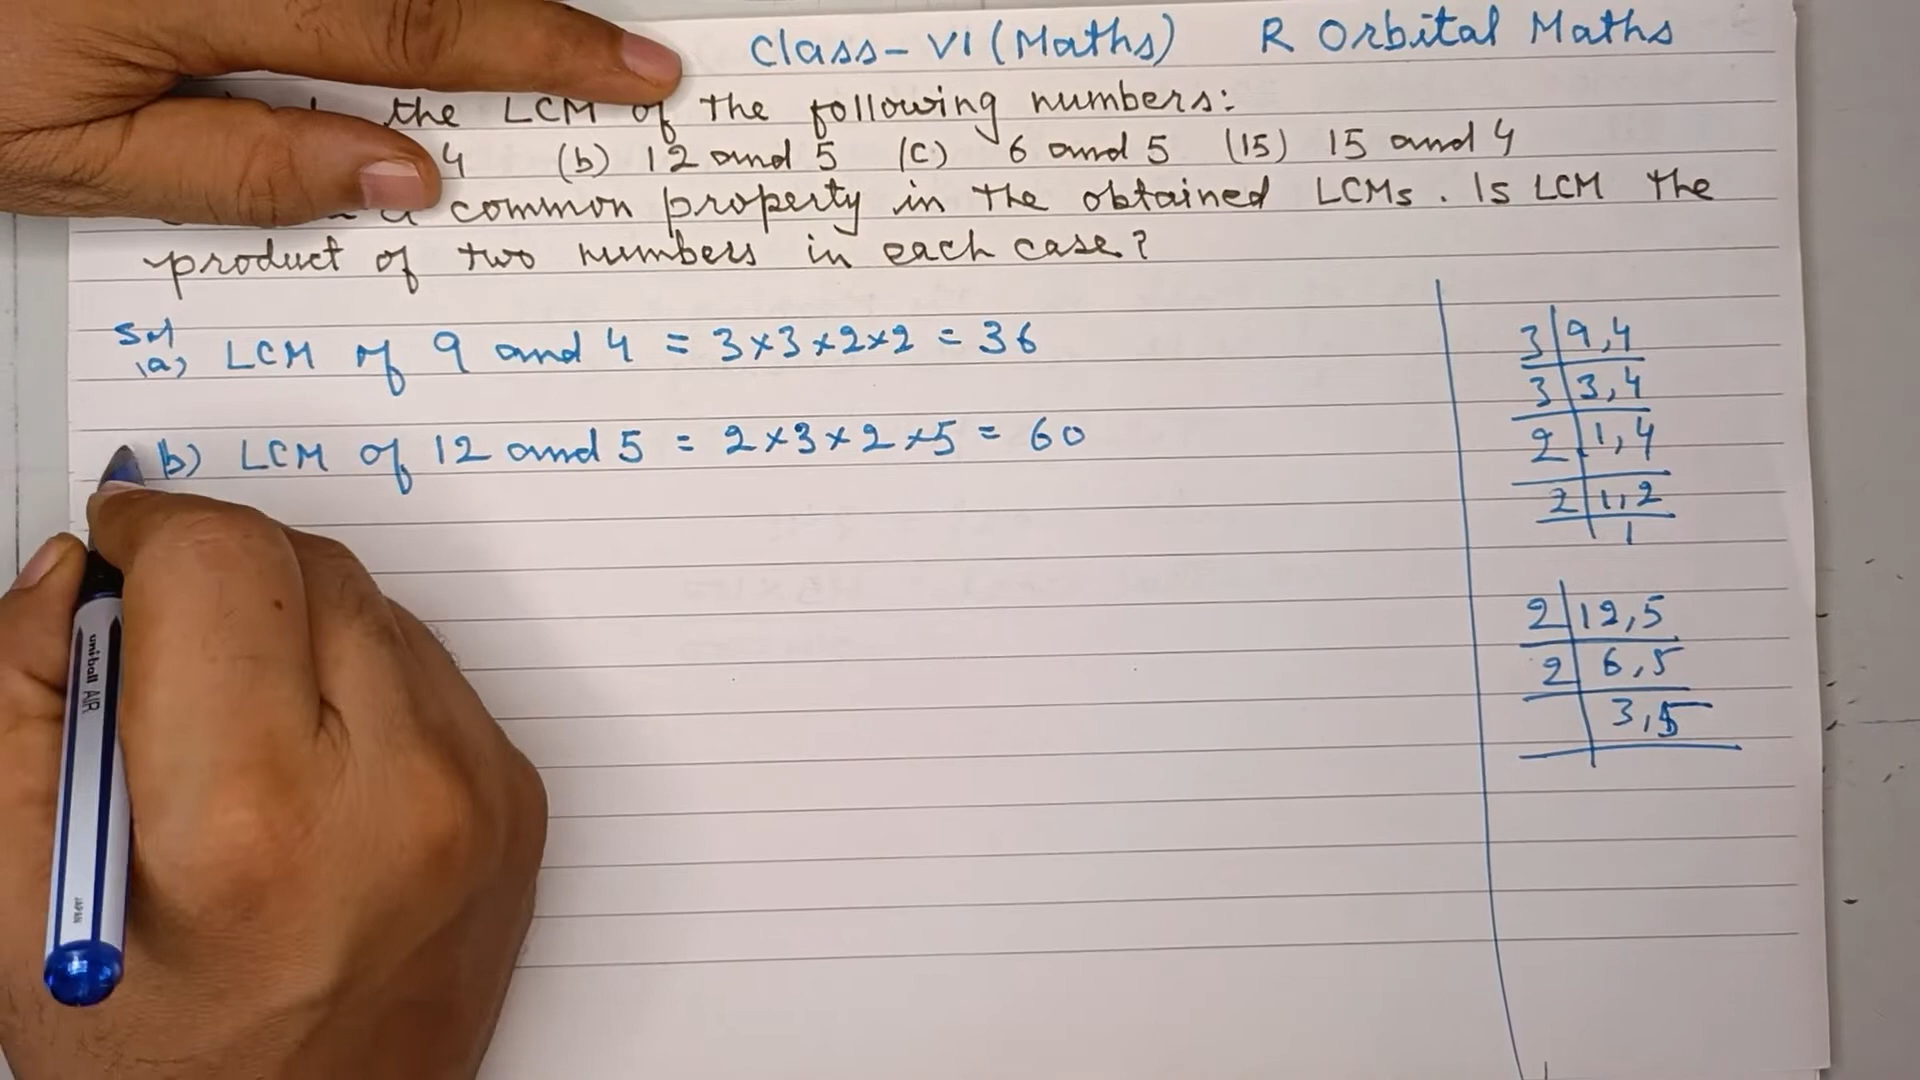 Class-VI (Maths) R Orbital Maths
the LCM of the following numbers:
4 (b) 12 and 5 (c) 6 and 5 (15) 15 and 4
a common property in the obtained LCMs. Is LCM the
product of two numbers in each case?
Sol
(a) LCM of 9 and 4 = 3×3×2×2 = 36
b) LCM of 12 and 5 = 2×3×2×5 = 60
3 9,4
3 3,4
2 1,4
2 1,2
1
2 12,5
2 6,5
3,5
uniball AIR
JAPAN